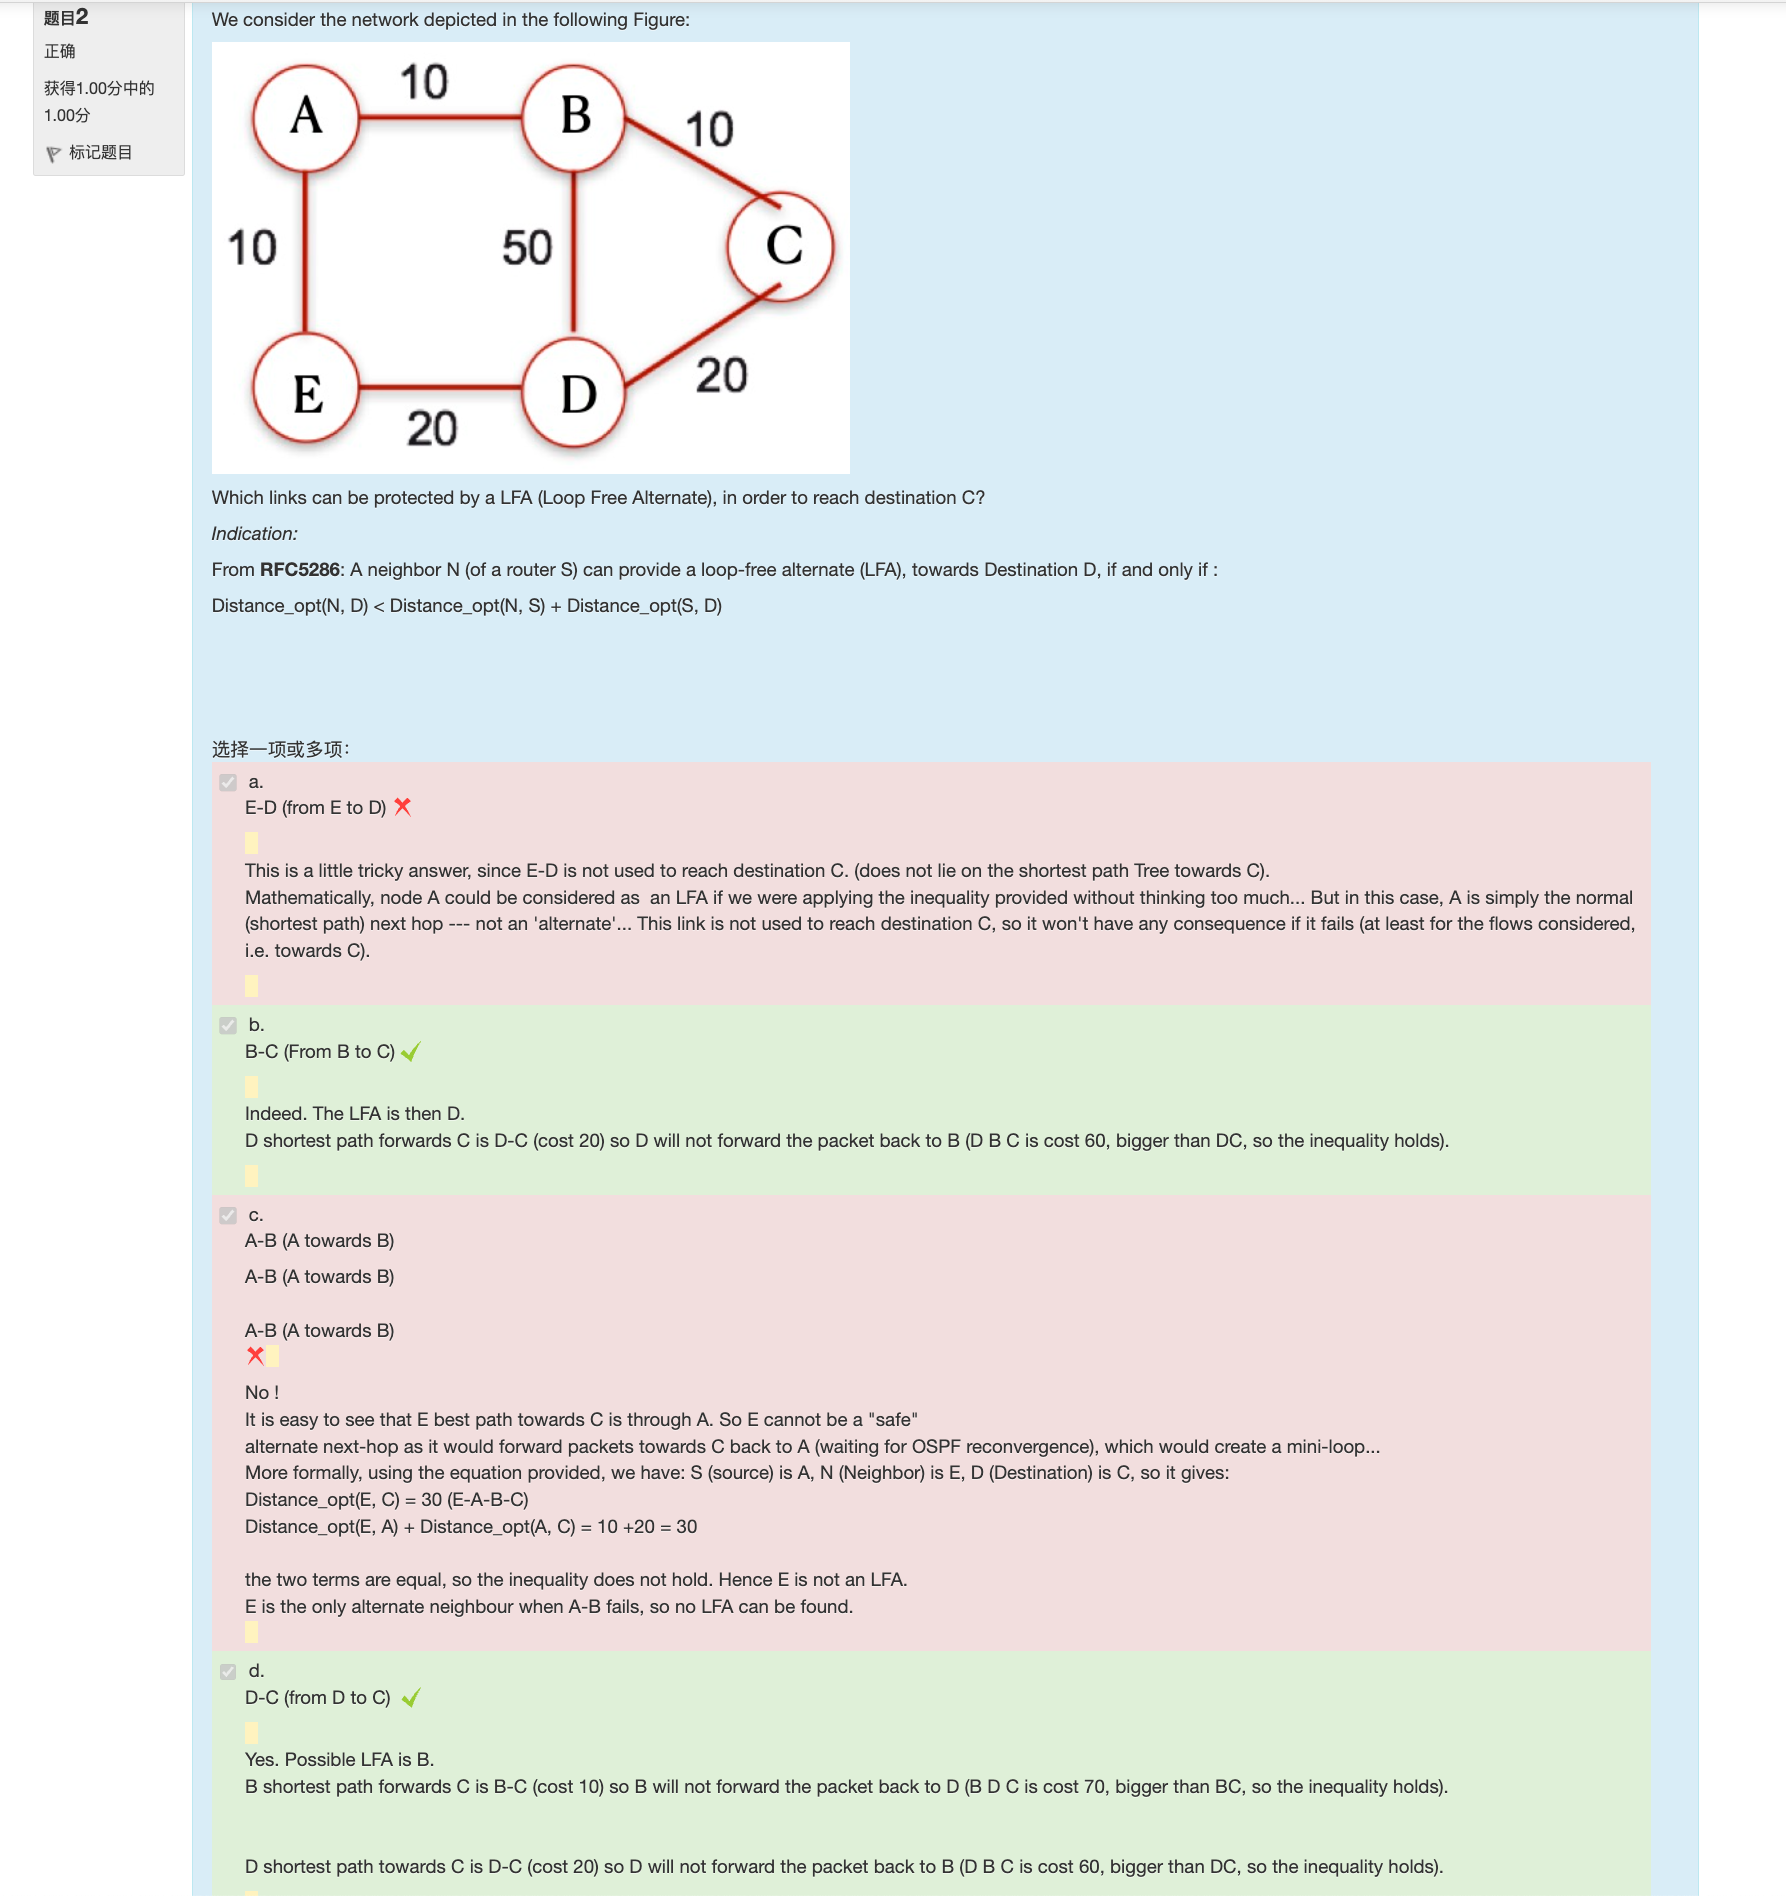 题目2
正确
获得1.00分中的
1.00分
标记题目
We consider the network depicted in the following Figure:
A
10
B
10
10
50
C
E
20
D
20
Which links can be protected by a LFA (Loop Free Alternate), in order to reach destination C?
Indication:
From RFC5286: A neighbor N (of a router S) can provide a loop-free alternate (LFA), towards Destination D, if and only if :
Distance_opt(N, D) < Distance_opt(N, S) + Distance_opt(S, D)
选择一项或多项：
a.
E-D (from E to D)
This is a little tricky answer, since E-D is not used to reach destination C. (does not lie on the shortest path Tree towards C).
Mathematically, node A could be considered as an LFA if we were applying the inequality provided without thinking too much... But in this case, A is simply the normal
(shortest path) next hop --- not an 'alternate'... This link is not used to reach destination C, so it won't have any consequence if it fails (at least for the flows considered,
i.e. towards C).
b.
B-C (From B to C)
Indeed. The LFA is then D.
D shortest path forwards C is D-C (cost 20) so D will not forward the packet back to B (D B C is cost 60, bigger than DC, so the inequality holds).
c.
A-B (A towards B)
A-B (A towards B)
A-B (A towards B)
No !
It is easy to see that E best path towards C is through A. So E cannot be a "safe"
alternate next-hop as it would forward packets towards C back to A (waiting for OSPF reconvergence), which would create a mini-loop...
More formally, using the equation provided, we have: S (source) is A, N (Neighbor) is E, D (Destination) is C, so it gives:
Distance_opt(E, C) = 30 (E-A-B-C)
Distance_opt(E, A) + Distance_opt(A, C) = 10 +20 = 30
the two terms are equal, so the inequality does not hold. Hence E is not an LFA.
E is the only alternate neighbour when A-B fails, so no LFA can be found.
d.
D-C (from D to C)
Yes. Possible LFA is B.
B shortest path forwards C is B-C (cost 10) so B will not forward the packet back to D (B D C is cost 70, bigger than BC, so the inequality holds).
D shortest path towards C is D-C (cost 20) so D will not forward the packet back to B (D B C is cost 60, bigger than DC, so the inequality holds).